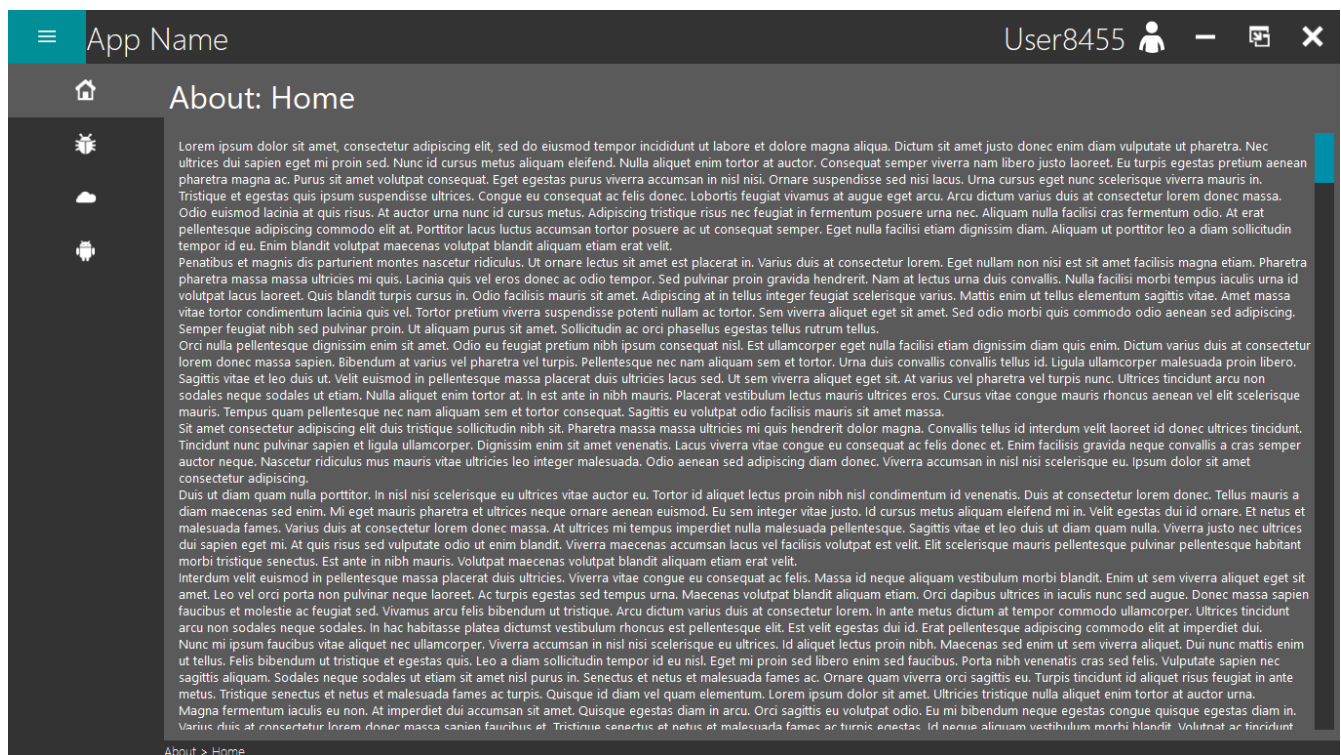 App Name
User8455
About: Home
Lorem ipsum dolor sit amet, consectetur adipiscing elit, sed do eiusmod tempor incididunt ut labore et dolore magna aliqua. Dictum sit amet justo donec enim diam vulputate ut pharetra. Nec
ultrices dui sapien eget mi proin sed. Nunc id cursus metus aliquam eleifend. Nulla aliquet enim tortor at auctor. Consequat semper viverra nam libero justo laoreet. Eu turpis egestas pretium aenean
pharetra magna ac. Purus sit amet volutpat consequat. Eget egestas purus viverra accumsan in nisl nisi. Ornare suspendisse sed nisi lacus. Urna cursus eget nunc scelerisque viverra mauris in.
Tristique et egestas quis ipsum suspendisse ultrices. Congue eu consequat ac felis donec. Lobortis feugiat vivamus at augue eget arcu. Arcu dictum varius duis at consectetur lorem donec massa.
Odio euismod lacinia at quis risus. At auctor urna nunc id cursus metus. Adipiscing tristique risus nec feugiat in fermentum posuere urna nec. Aliquam nulla facilisi cras fermentum odio. At erat
pellentesque adipiscing commodo elit at. Porttitor lacus luctus accumsan tortor posuere ac ut consequat semper. Eget nulla facilisi etiam dignissim diam. Aliquam ut porttitor leo a diam sollicitudin
tempor id eu. Enim blandit volutpat maecenas volutpat blandit aliquam etiam erat velit.
Penatibus et magnis dis parturient montes nascetur ridiculus. Ut ornare lectus sit amet est placerat in. Varius duis at consectetur lorem. Eget nullam non nisi est sit amet facilisis magna etiam. Pharetra
pharetra massa massa ultricies mi quis. Lacinia quis vel eros donec ac odio tempor. Sed pulvinar proin gravida hendrerit. Nam at lectus urna duis convallis. Nulla facilisi morbi tempus iaculis urna id
volutpat lacus laoreet. Quis blandit turpis cursus in. Odio facilisis mauris sit amet. Adipiscing at in tellus integer feugiat scelerisque varius. Mattis enim ut tellus elementum sagittis vitae. Amet massa
vitae tortor condimentum lacinia quis vel. Tortor pretium viverra suspendisse potenti nullam ac tortor. Sem viverra aliquet eget sit amet. Sed odio morbi quis commodo odio aenean sed adipiscing.
Semper feugiat nibh sed pulvinar proin. Ut aliquam purus sit amet. Sollicitudin ac orci phasellus egestas tellus rutrum tellus.
Orci nulla pellentesque dignissim enim sit amet. Odio eu feugiat pretium nibh ipsum consequat nisl. Est ullamcorper eget nulla facilisi etiam dignissim diam quis enim. Dictum varius duis at consectetur
lorem donec massa sapien. Bibendum at varius vel pharetra vel turpis. Pellentesque nec nam aliquam sem et tortor. Urna duis convallis convallis tellus id. Ligula ullamcorper malesuada proin libero.
Sagittis vitae et leo duis ut. Velit euismod in pellentesque massa placerat duis ultricies lacus sed. Ut sem viverra aliquet eget sit. At varius vel pharetra vel turpis nunc. Ultrices tincidunt arcu non
sodales neque sodales ut etiam. Nulla aliquet enim tortor at. In est ante in nibh mauris. Placerat vestibulum lectus mauris ultrices eros. Cursus vitae congue mauris rhoncus aenean vel elit scelerisque
mauris. Tempus quam pellentesque nec nam aliquam sem et tortor consequat. Sagittis eu volutpat odio facilisis mauris sit amet massa.
Sit amet consectetur adipiscing elit duis tristique sollicitudin nibh sit. Pharetra massa massa ultricies mi quis hendrerit dolor magna. Convallis tellus id interdum velit laoreet id donec ultrices tincidunt.
Tincidunt nunc pulvinar sapien et ligula ullamcorper. Dignissim enim sit amet venenatis. Lacus viverra vitae congue eu consequat ac felis donec et. Enim facilisis gravida neque convallis a cras semper
auctor neque. Nascetur ridiculus mus mauris vitae ultricies leo integer malesuada. Odio aenean sed adipiscing diam donec. Viverra accumsan in nisl nisi scelerisque eu. Ipsum dolor sit amet
consectetur adipiscing.
Duis ut diam quam nulla porttitor. In nisl nisi scelerisque eu ultrices vitae auctor eu. Tortor id aliquet lectus proin nibh nisl condimentum id venenatis. Duis at consectetur lorem donec. Tellus mauris a
diam maecenas sed enim. Mi eget mauris pharetra et ultrices neque ornare aenean euismod. Eu sem integer vitae justo. Id cursus metus aliquam eleifend mi in. Velit egestas dui id ornare. Et netus et
malesuada fames. Varius duis at consectetur lorem donec massa. At ultrices mi tempus imperdiet nulla malesuada pellentesque. Sagittis vitae et leo duis ut diam quam nulla. Viverra justo nec ultrices
dui sapien eget mi. At quis risus sed vulputate odio ut enim blandit. Viverra maecenas accumsan lacus vel facilisis volutpat est velit. Elit scelerisque mauris pellentesque pulvinar pellentesque habitant
morbi tristique senectus. Est ante in nibh mauris. Volutpat maecenas volutpat blandit aliquam etiam erat velit.
Interdum velit euismod in pellentesque massa placerat duis ultricies. Viverra vitae congue eu consequat ac felis. Massa id neque aliquam vestibulum morbi blandit. Enim ut sem viverra aliquet eget sit
amet. Leo vel orci porta non pulvinar neque laoreet. Ac turpis egestas sed tempus urna. Maecenas volutpat blandit aliquam etiam. Orci dapibus ultrices in iaculis nunc sed augue. Donec massa sapien
faucibus et molestie ac feugiat sed. Vivamus arcu felis bibendum ut tristique. Arcu dictum varius duis at consectetur lorem. In ante metus dictum at tempor commodo ullamcorper. Ultrices tincidunt
arcu non sodales neque sodales. In hac habitasse platea dictumst vestibulum rhoncus est pellentesque elit. Est velit egestas dui id. Erat pellentesque adipiscing commodo elit at imperdiet dui.
Nunc mi ipsum faucibus vitae aliquet nec ullamcorper. Viverra accumsan in nisl nisi scelerisque eu ultrices. Id aliquet lectus proin nibh. Maecenas sed enim ut sem viverra aliquet. Dui nunc mattis enim
ut tellus. Felis bibendum ut tristique et egestas quis. Leo a diam sollicitudin tempor id eu nisl. Eget mi proin sed libero enim sed faucibus. Porta nibh venenatis cras sed felis. Vulputate sapien nec
sagittis aliquam. Sodales neque sodales ut etiam sit amet nisl purus in. Senectus et netus et malesuada fames ac. Ornare quam viverra orci sagittis eu. Turpis tincidunt id aliquet risus feugiat in ante
metus. Tristique senectus et netus et malesuada fames ac turpis. Quisque id diam vel quam elementum. Lorem ipsum dolor sit amet. Ultricies tristique nulla aliquet enim tortor at auctor urna.
Magna fermentum iaculis eu non. At imperdiet dui accumsan sit amet. Quisque egestas diam in arcu. Orci sagittis eu volutpat odio. Eu mi bibendum neque egestas congue quisque egestas diam in.
Varius duis at consectetur lorem donec massa sapien faucibus et. Tristique senectus et netus et malesuada fames ac turpis egestas. Id neque aliquam vestibulum morbi blandit. Volutpat ac tincidunt
About > Home